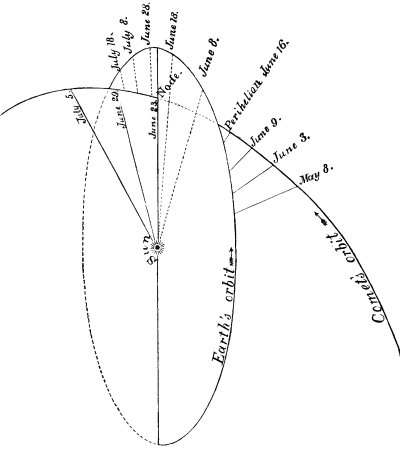 July 18.
July 8.
June 28.
June 18.
June 8.
Node.
Perihelion June 16.
June 9.
June 3.
May 8.
July 5.
June 29.
June 23.
Sun
Earth's orbit
Comet's orbit